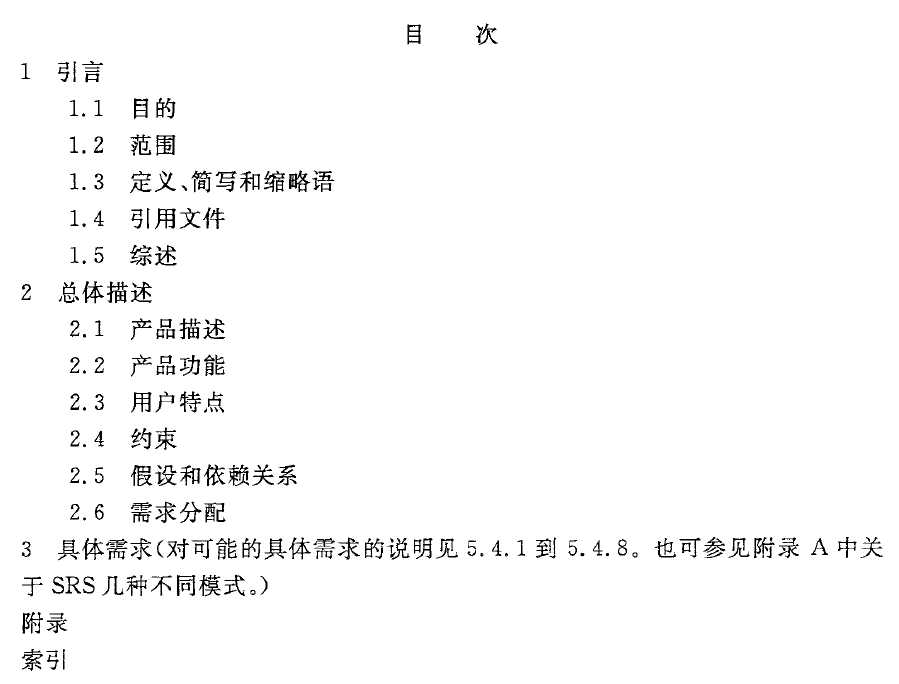 目 次
1 引言
1.1 目的
1.2 范围
1.3 定义、简写和缩略语
1.4 引用文件
1.5 综述
2 总体描述
2.1 产品描述
2.2 产品功能
2.3 用户特点
2.4 约束
2.5 假设和依赖关系
2.6 需求分配
3 具体需求(对可能的具体需求的说明见 5.4.1 到 5.4.8。也可参见附录 A 中关
于 SRS 几种不同模式。)
附录
索引